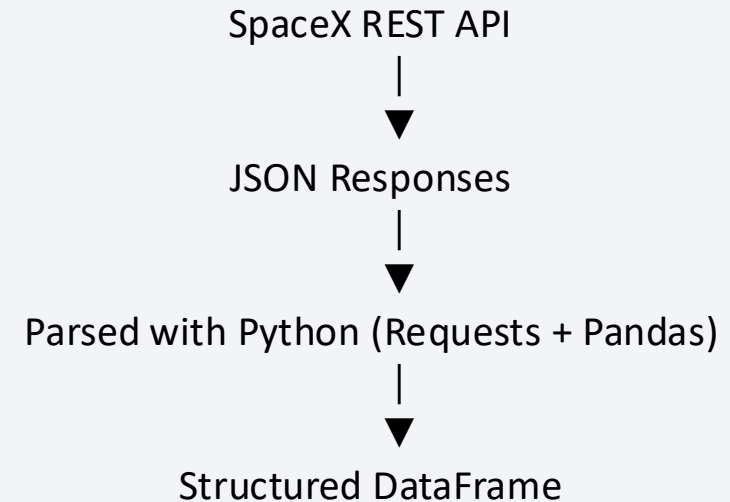 SpaceX REST API
|
▼
JSON Responses
|
▼
Parsed with Python (Requests + Pandas)
|
▼
Structured DataFrame